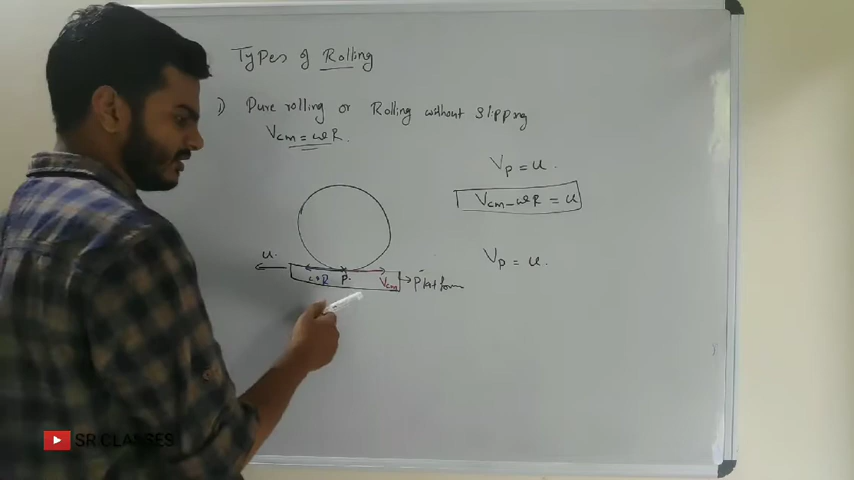 Types of Rolling
1) Pure rolling or Rolling without Slipping
Vcm = ωR.
Vp = u.
Vcm - ωR = u
Vp = u.
u.
ωR P. Vcm → Platform
SR CLASSES